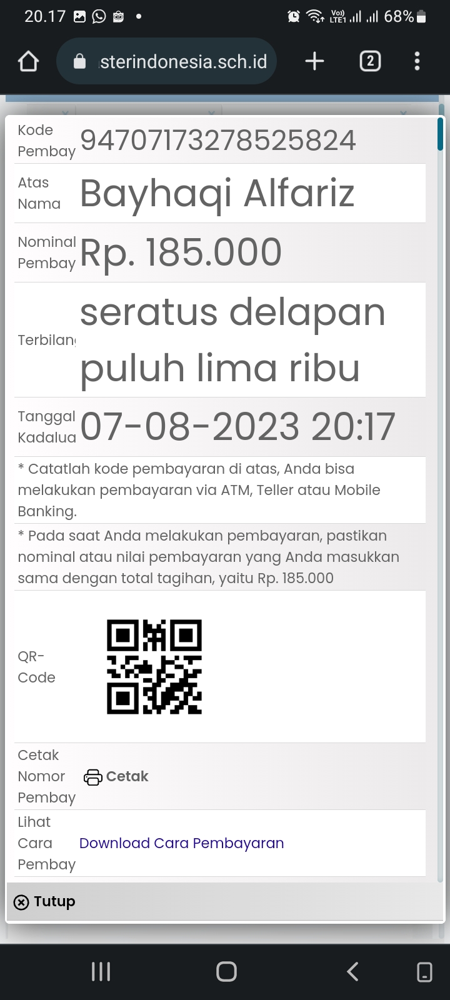 20.17
Vo)) LTE1 68%
sterindonesia.sch.id
2
Kode Pembay 94707173278525824
Atas Nama Bayhaqi Alfariz
Nominal Pembay Rp. 185.000
Terbilang seratus delapan puluh lima ribu
Tanggal Kadalua 07-08-2023 20:17
* Catatlah kode pembayaran di atas, Anda bisa
melakukan pembayaran via ATM, Teller atau Mobile
Banking.
* Pada saat Anda melakukan pembayaran, pastikan
nominal atau nilai pembayaran yang Anda masukkan
sama dengan total tagihan, yaitu Rp. 185.000
QR-
Code
Cetak
Nomor
Pembay
Cetak
Lihat
Cara
Pembay
Download Cara Pembayaran
Tutup